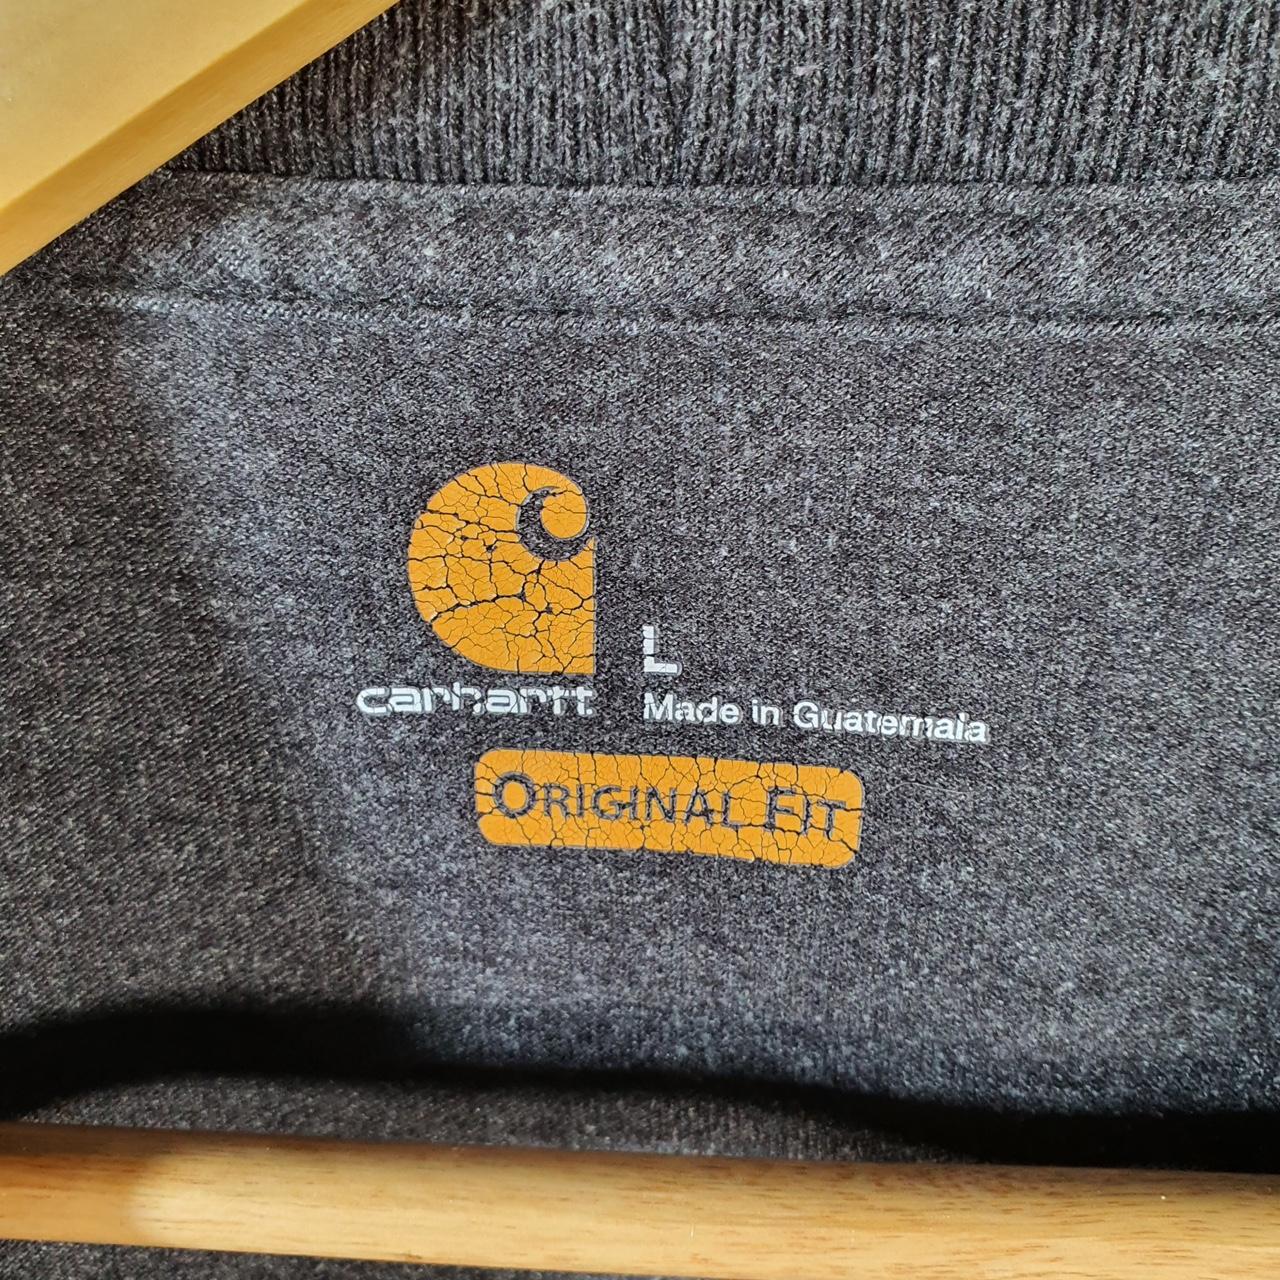 L
carhartt Made in Guatemala
ORIGINAL FIT